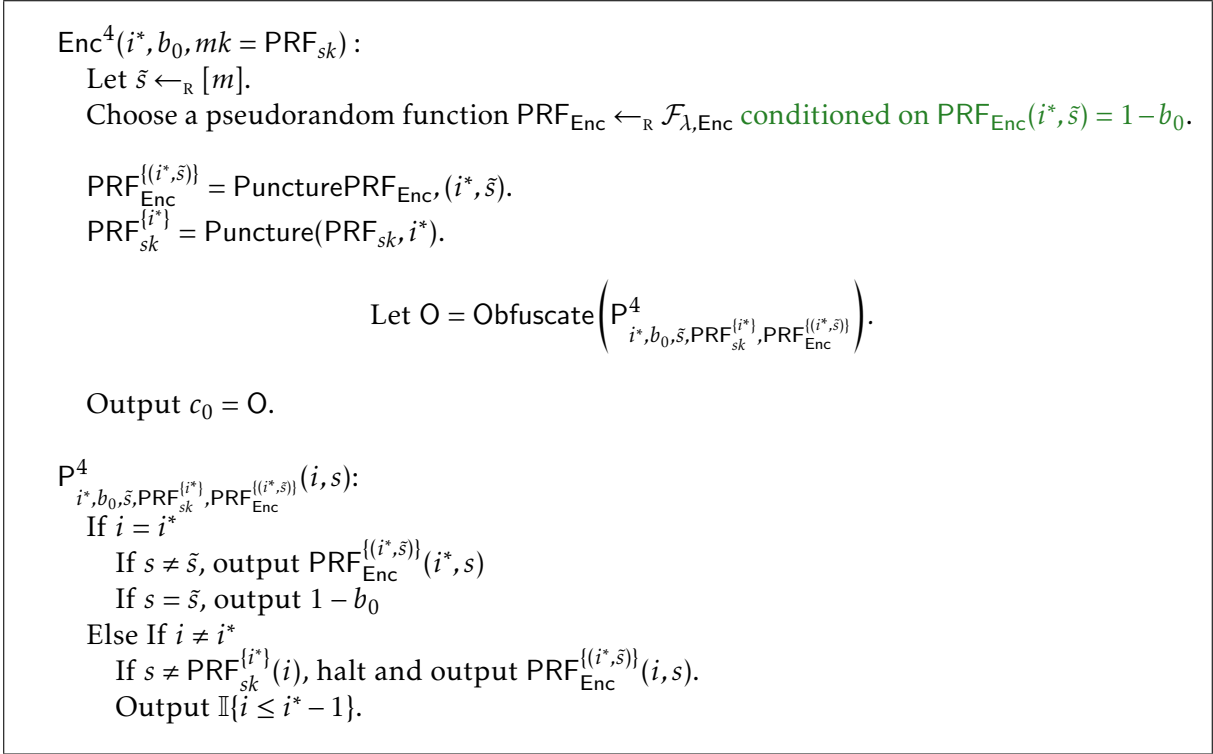 Enc^4(i*, b_0, mk = PRF_sk) :
Let s̃ ←_R [m].
Choose a pseudorandom function PRF_Enc ←_R ℱ_{λ,Enc} conditioned on PRF_Enc(i*, s̃) = 1 − b_0.
PRF_Enc^{{(i*,s̃)}} = PuncturePRF_Enc, (i*, s̃).
PRF_sk^{{i*}} = Puncture(PRF_sk, i*).
Let O = Obfuscate(P^4_{i*,b_0,s̃,PRF_sk^{{i*}},PRF_Enc^{{(i*,s̃)}}}).
Output c_0 = O.
P^4_{i*,b_0,s̃,PRF_sk^{{i*}},PRF_Enc^{{(i*,s̃)}}}(i, s):
If i = i*
If s ≠ s̃, output PRF_Enc^{{(i*,s̃)}}(i*, s)
If s = s̃, output 1 − b_0
Else If i ≠ i*
If s ≠ PRF_sk^{{i*}}(i), halt and output PRF_Enc^{{(i*,s̃)}}(i, s).
Output 𝕀{i ≤ i* − 1}.